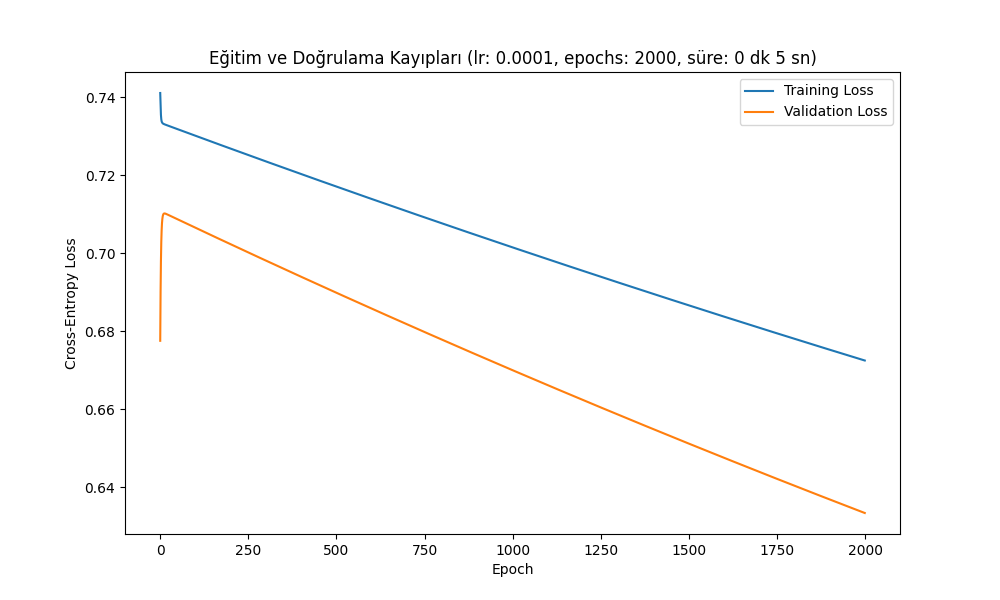 Eğitim ve Doğrulama Kayıpları (lr: 0.0001, epochs: 2000, süre: 0 dk 5 sn)
Training Loss
Validation Loss
Cross-Entropy Loss
0.74
0.72
0.70
0.68
0.66
0.64
0 250 500 750 1000 1250 1500 1750 2000
Epoch